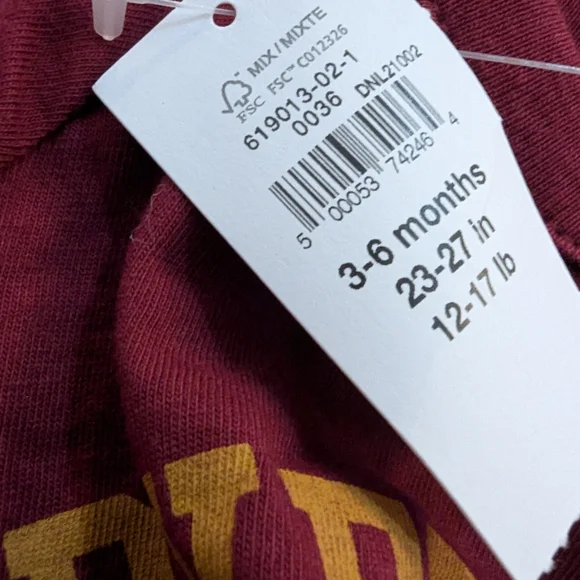 MIX / MIXTE
FSC FSC™ C012326
619013-02-1
0036 DNL21002
5 00053 74246 4
3-6 months
23-27 in
12-17 lb